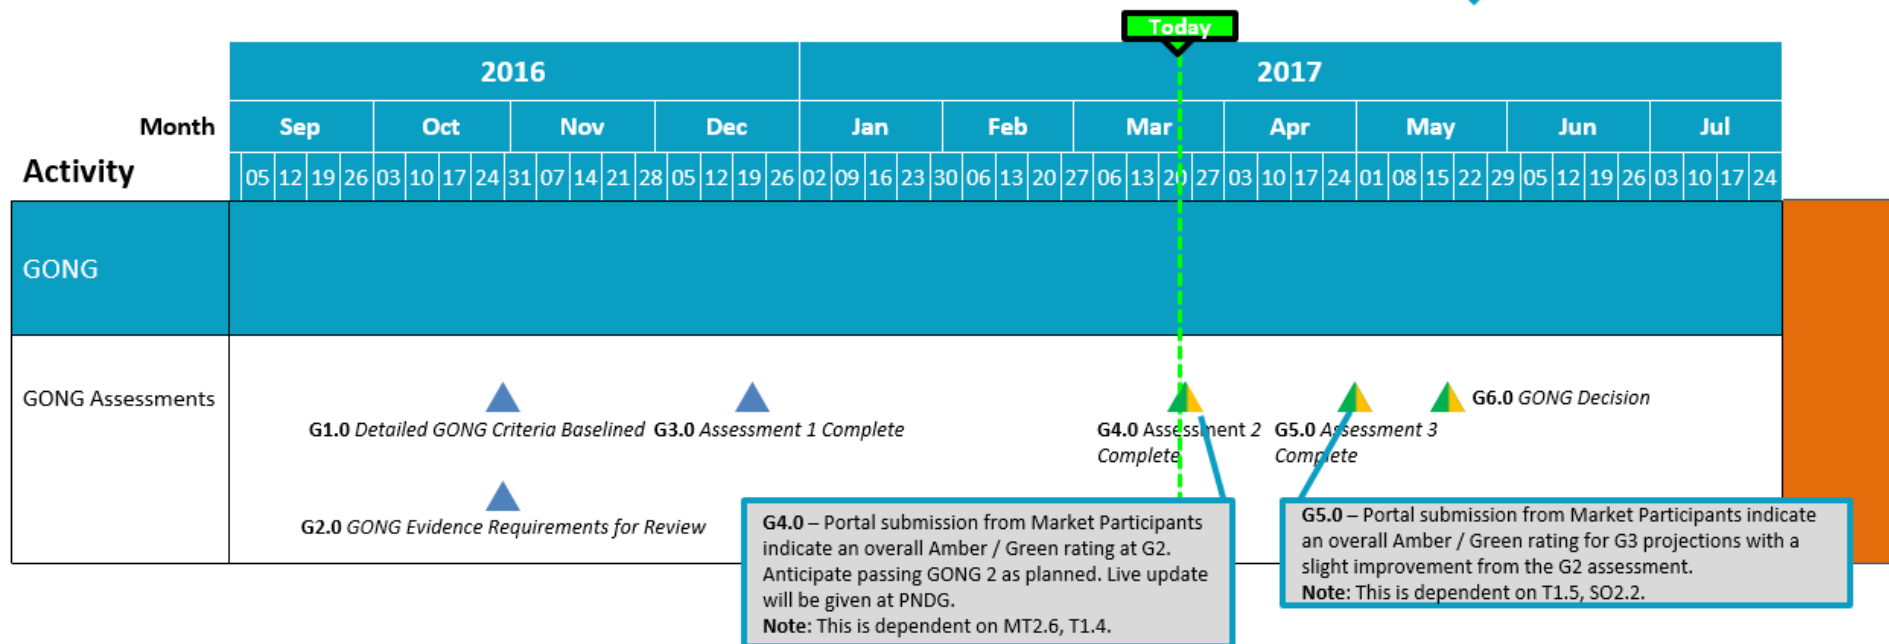 Today
2016 2017
Month Sep Oct Nov Dec Jan Feb Mar Apr May Jun Jul
Activity 05 12 19 26 03 10 17 24 31 07 14 21 28 05 12 19 26 02 09 16 23 30 06 13 20 27 06 13 20 27 03 10 17 24 01 08 15 22 29 05 12 19 26 03 10 17 24
GONG
GONG Assessments
G6.0 GONG Decision
G1.0 Detailed GONG Criteria Baselined
G3.0 Assessment 1 Complete
G4.0 Assessment 2
Complete
G5.0 Assessment 3
Complete
G2.0 GONG Evidence Requirements for Review
G4.0 – Portal submission from Market Participants
indicate an overall Amber / Green rating at G2.
Anticipate passing GONG 2 as planned. Live update
will be given at PNDG.
Note: This is dependent on MT2.6, T1.4.
G5.0 – Portal submission from Market Participants indicate
an overall Amber / Green rating for G3 projections with a
slight improvement from the G2 assessment.
Note: This is dependent on T1.5, SO2.2.